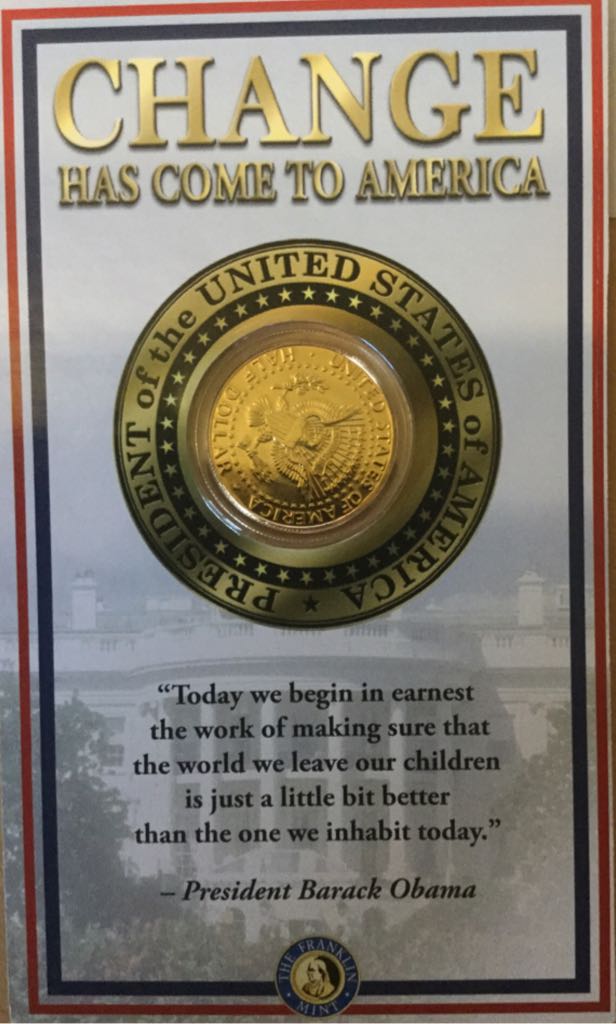 CHANGE
HAS COME TO AMERICA
PRESIDENT of the UNITED STATES of AMERICA
UNITED STATES OF AMERICA
HALF DOLLAR
“Today we begin in earnest
the work of making sure that
the world we leave our children
is just a little bit better
than the one we inhabit today.”
– President Barack Obama
THE FRANKLIN
MINT